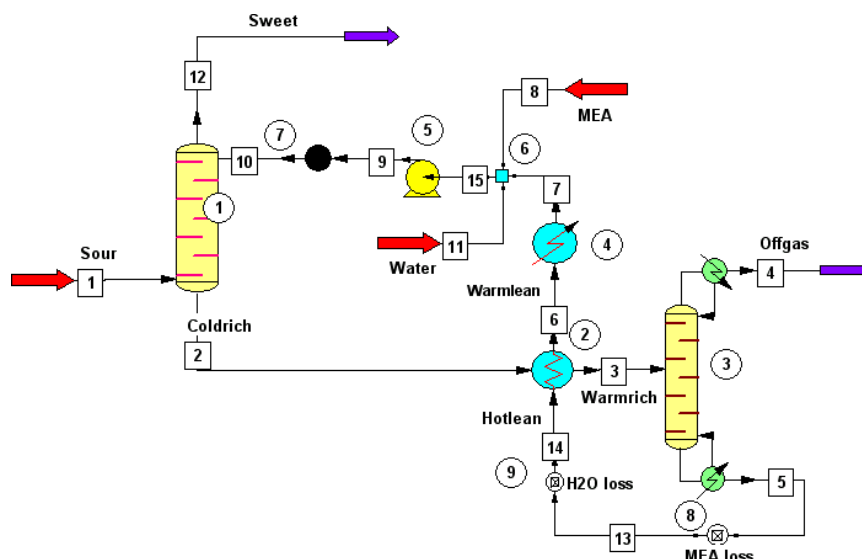 Sweet
12
8
MEA
7
5
6
10
9
15
7
1
11
4
Sour
Water
Offgas
1
4
Warmlean
Coldrich
6
2
2
3
3
Warmrich
Hotlean
14
9
H2O loss
5
8
13
MEA loss